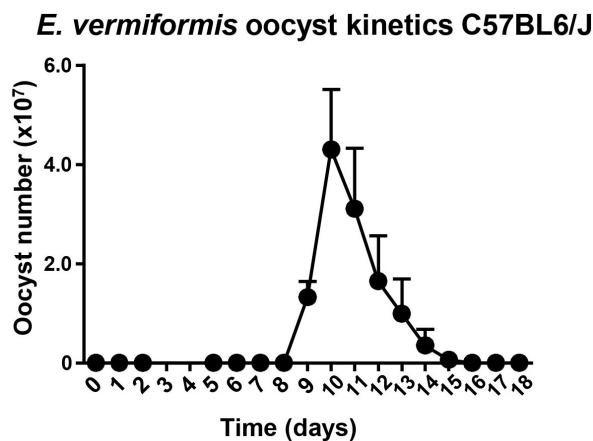 E. vermiformis oocyst kinetics C57BL6/J
Oocyst number (x10⁷)
6.0
4.0
2.0
0
0 1 2 3 4 5 6 7 8 9 10 11 12 13 14 15 16 17 18
Time (days)